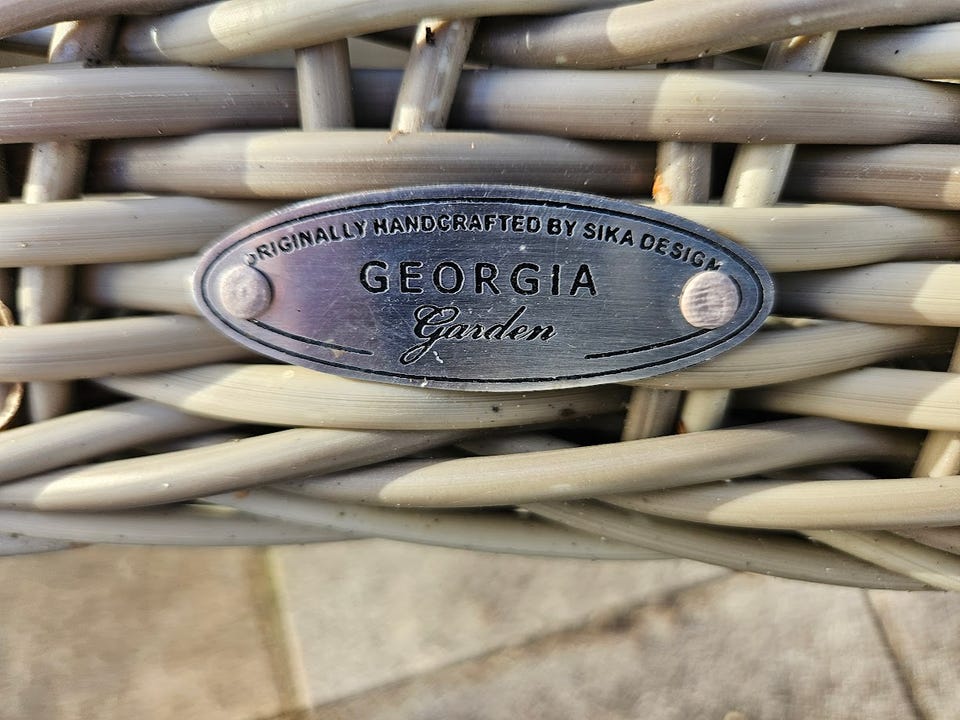 ORIGINALLY HANDCRAFTED BY SIKA DESIGN
GEORGIA
Garden